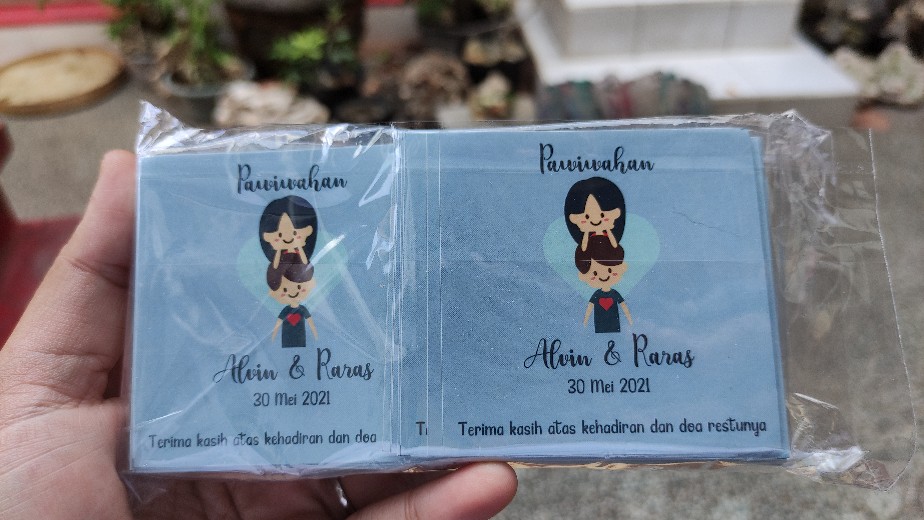 Pawiwahan
Alvin & Raras
30 Mei 2021
Terima kasih atas kehadiran dan doa
Pawiwahan
Alvin & Raras
30 Mei 2021
Terima kasih atas kehadiran dan doa restunya